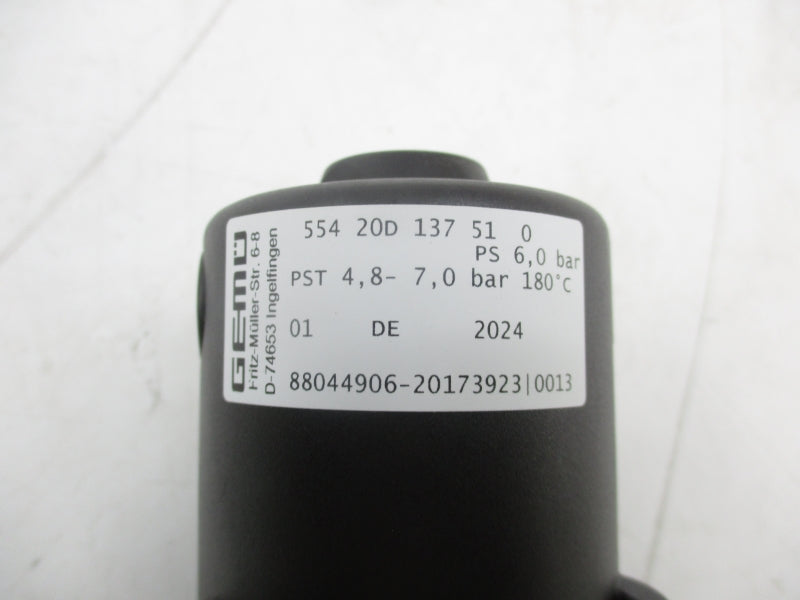 GEMÜ
Fritz-Müller-Str. 6-8
D-74653 Ingelfingen
554 20D 137 51 0
PS 6,0 bar
PST 4,8- 7,0 bar 180°C
01 DE 2024
88044906-20173923|0013